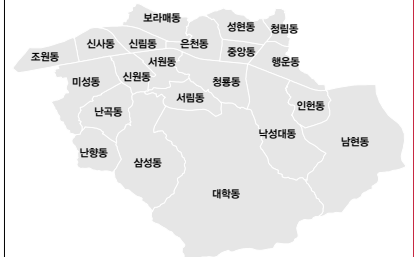 보라매동
성현동
청림동
신사동
신림동
은천동
중앙동
조원동
서원동
행운동
미성동
신원동
청룡동
서림동
인헌동
난곡동
낙성대동
남현동
난향동
삼성동
대학동